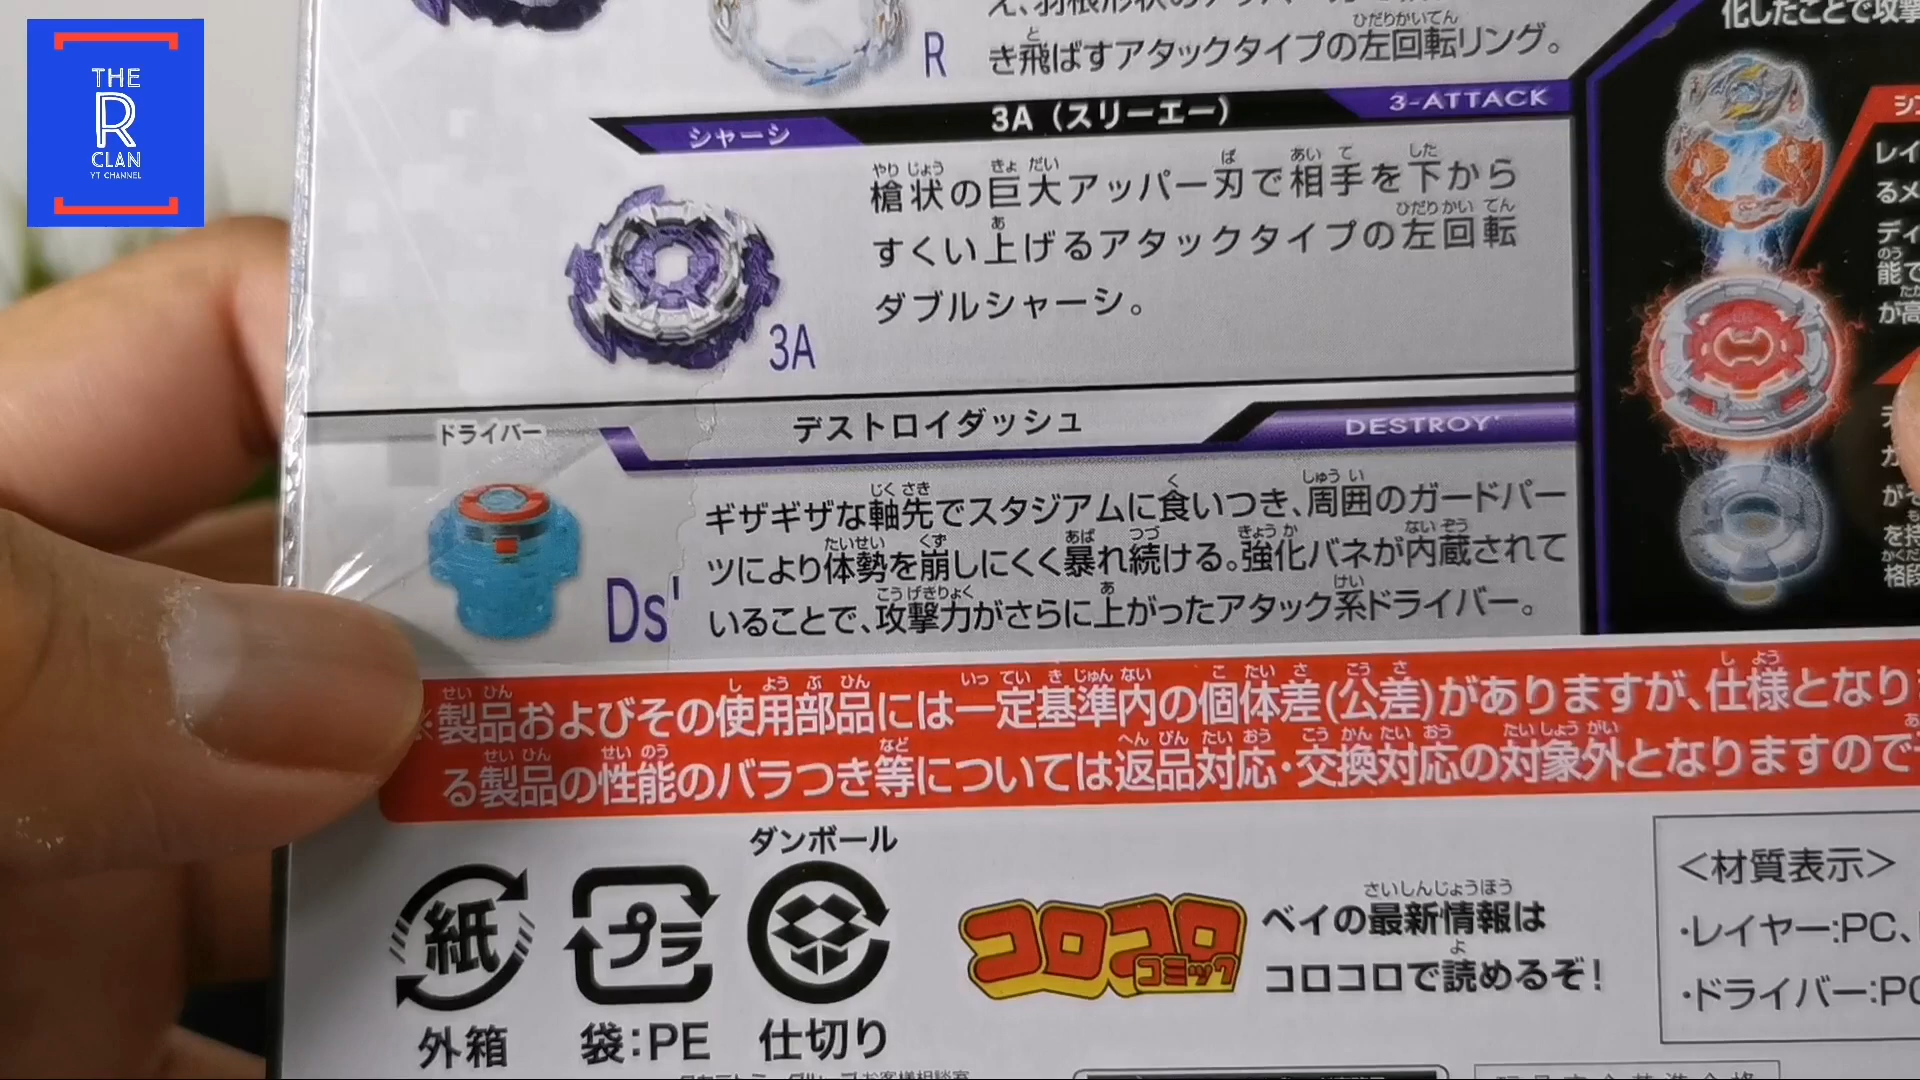 THE
R
CLAN
YT CHANNEL
き飛ばすアタックタイプの左回転リング。
R
シャーシ
3A（スリーエー）
3-ATTACK
槍状の巨大アッパー刃で相手を下から
すくい上げるアタックタイプの左回転
ダブルシャーシ。
3A
ドライバー
デストロイダッシュ
DESTROY'
ギザギザな軸先でスタジアムに食いつき、周囲のガードパー
ツにより体勢を崩しにくく暴れ続ける。強化バネが内蔵されて
いることで、攻撃力がさらに上がったアタック系ドライバー。
Ds'
※製品およびその使用部品には一定基準内の個体差(公差)がありますが、仕様となり
る製品の性能のバラつき等については返品対応・交換対応の対象外となりますので
紙
外箱
プラ
袋:PE
ダンボール
仕切り
コロコロ
コミック
ベイの最新情報は
コロコロで読めるぞ!
化したことで攻撃
<材質表示>
・レイヤー:PC、
・ドライバー:PC